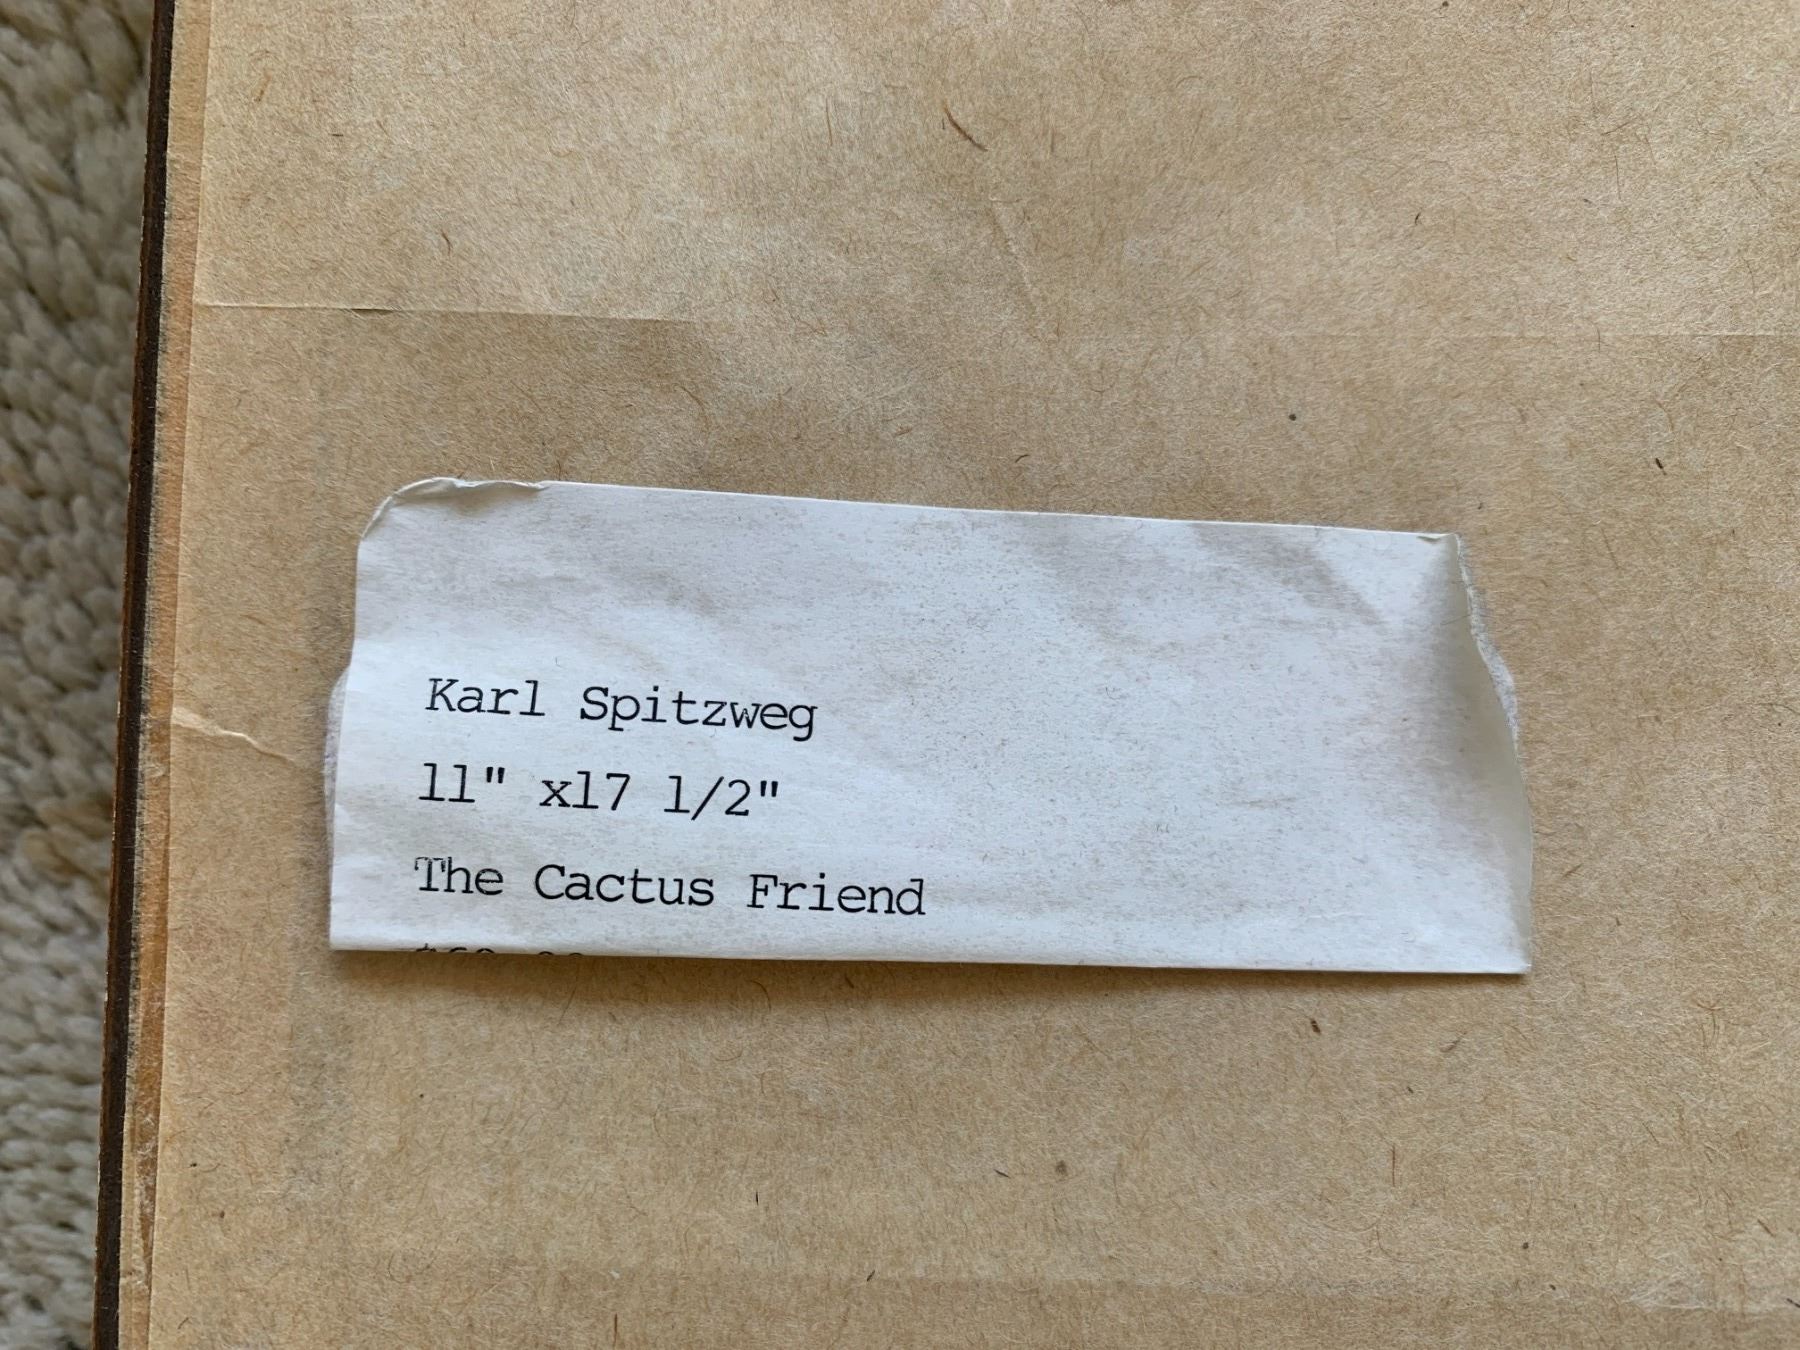 Karl Spitzweg
11" x17 1/2"
The Cactus Friend